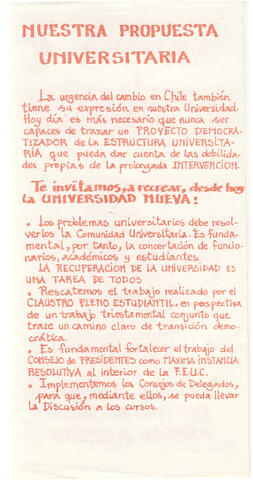 NUESTRA PROPUESTA
UNIVERSITARIA
La urgencia del cambio en Chile también
tiene su expresión en nuestra Universidad.
Hoy día es más necesario que nunca ser
capaces de trazar un PROYECTO DEMOCRA-
TIZADOR de la ESTRUCTURA UNIVERSITA-
RIA que pueda dar cuenta de las debilida-
des propias de la prolongada INTERVENCION.
Te invitamos, a recrear, desde hoy
la UNIVERSIDAD NUEVA!
• Los problemas universitarios debe resol-
verlos la Comunidad Universitaria. Es funda-
mental, por tanto, la concertación de funcio-
narios, académicos y estudiantes.
LA RECUPERACION DE LA UNIVERSIDAD ES
UNA TAREA DE TODOS
• Rescatemos el trabajo realizado por el
CLAUSTRO PLENO ESTUDIANTIL, en perspectiva
de un trabajo triestamental conjunto que
traze un camino claro de transición demo-
crática.
• Es fundamental fortalecer el trabajo del
CONSEJO DE PRESIDENTES como MAXIMA INSTANCIA
RESOLUTIVA al interior de la F.E.U.C.
• Implementemos los Consejos de Delegados,
para que, mediante ellos, se pueda llevar
la Discusión a los cursos.